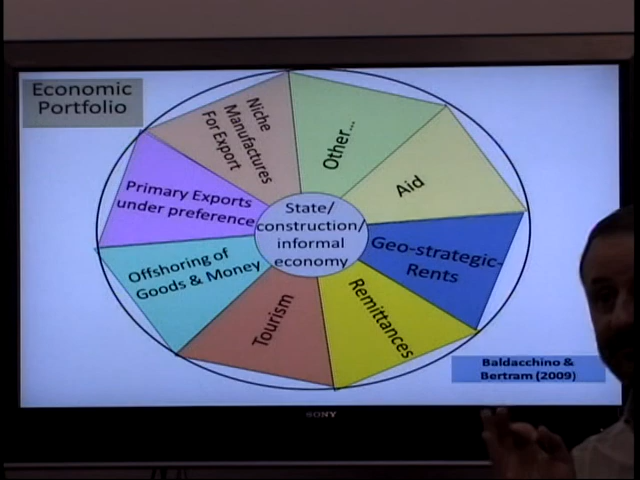 Economic
Portfolio
Niche
Manufactures
For Export
Other...
Aid
Primary Exports
under preference
State/
construction/
informal
economy
Geo-strategic-
Rents
Offshoring of
Goods & Money
Tourism
Remittances
Baldacchino &
Bertram (2009)
SONY